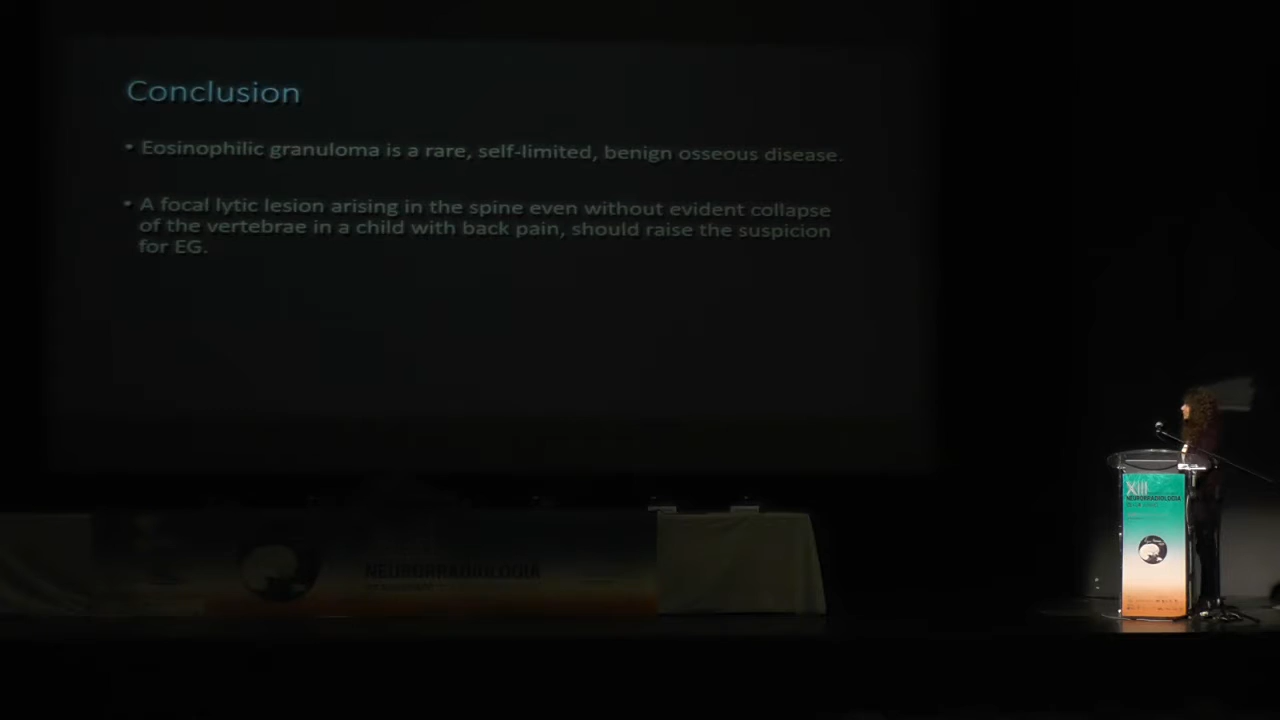 Conclusion
• Eosinophilic granuloma is a rare, self-limited, benign osseous disease.
• A focal lytic lesion arising in the spine even without evident collapse
of the vertebrae in a child with back pain, should raise the suspicion
for EG.
XIII
NEURORRADIOLOGIA
NEURORRADIOLOGIA